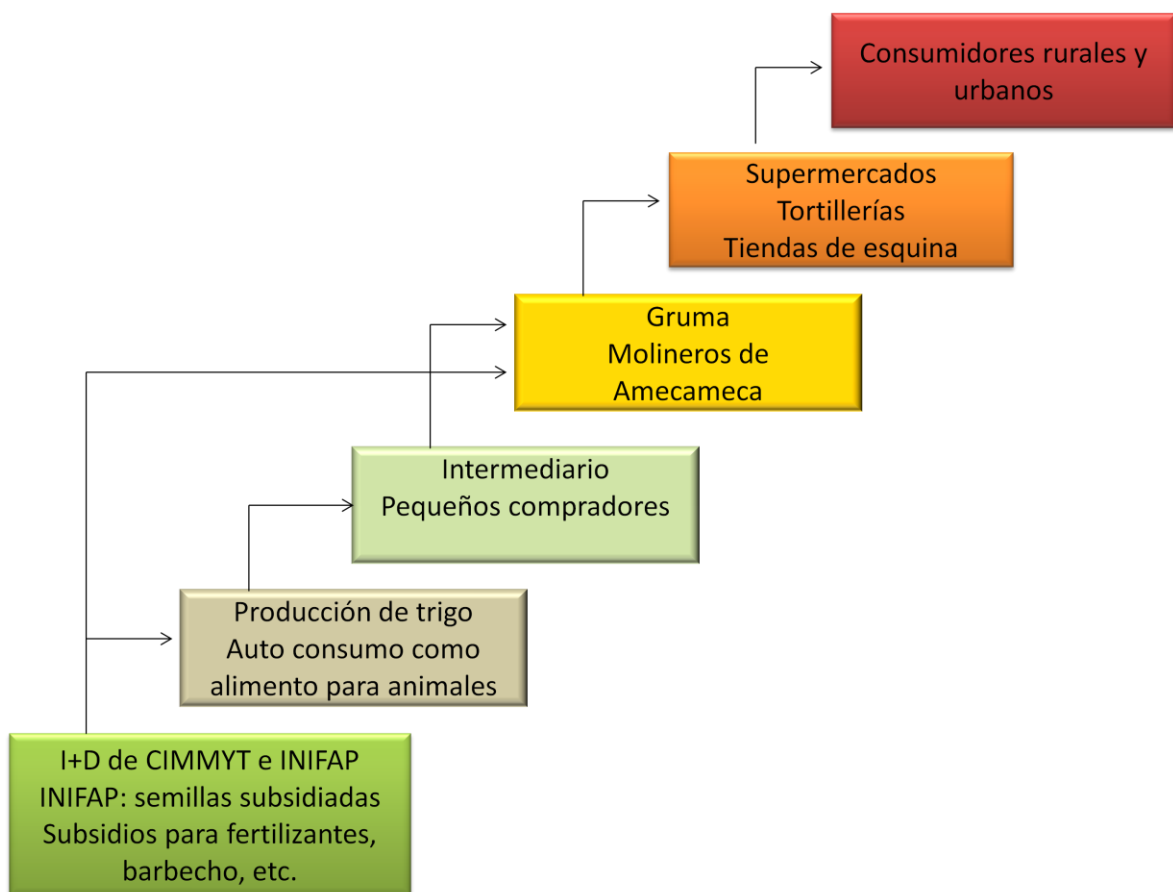 Consumidores rurales y
urbanos
Supermercados
Tortillerías
Tiendas de esquina
Gruma
Molineros de
Amecameca
Intermediario
Pequeños compradores
Producción de trigo
Auto consumo como
alimento para animales
I+D de CIMMYT e INIFAP
INIFAP: semillas subsidiadas
Subsidios para fertilizantes,
barbecho, etc.